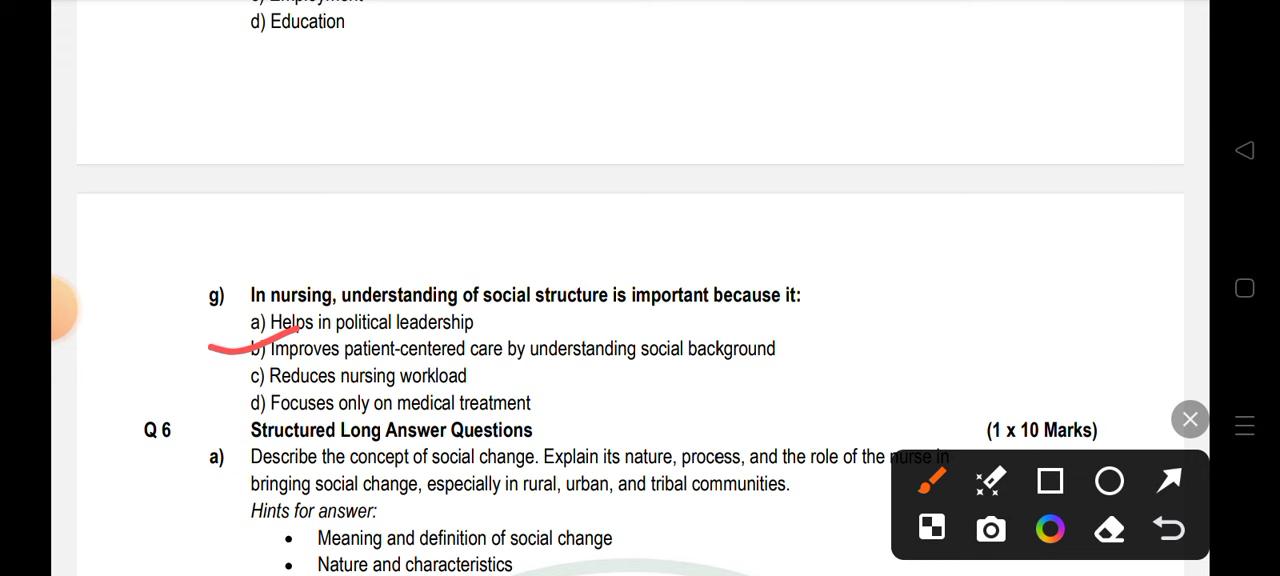 d) Education
g) In nursing, understanding of social structure is important because it:
a) Helps in political leadership
b) Improves patient-centered care by understanding social background
c) Reduces nursing workload
d) Focuses only on medical treatment
Q 6 Structured Long Answer Questions (1 x 10 Marks)
a) Describe the concept of social change. Explain its nature, process, and the role of the nurse in
bringing social change, especially in rural, urban, and tribal communities.
Hints for answer:
• Meaning and definition of social change
• Nature and characteristics